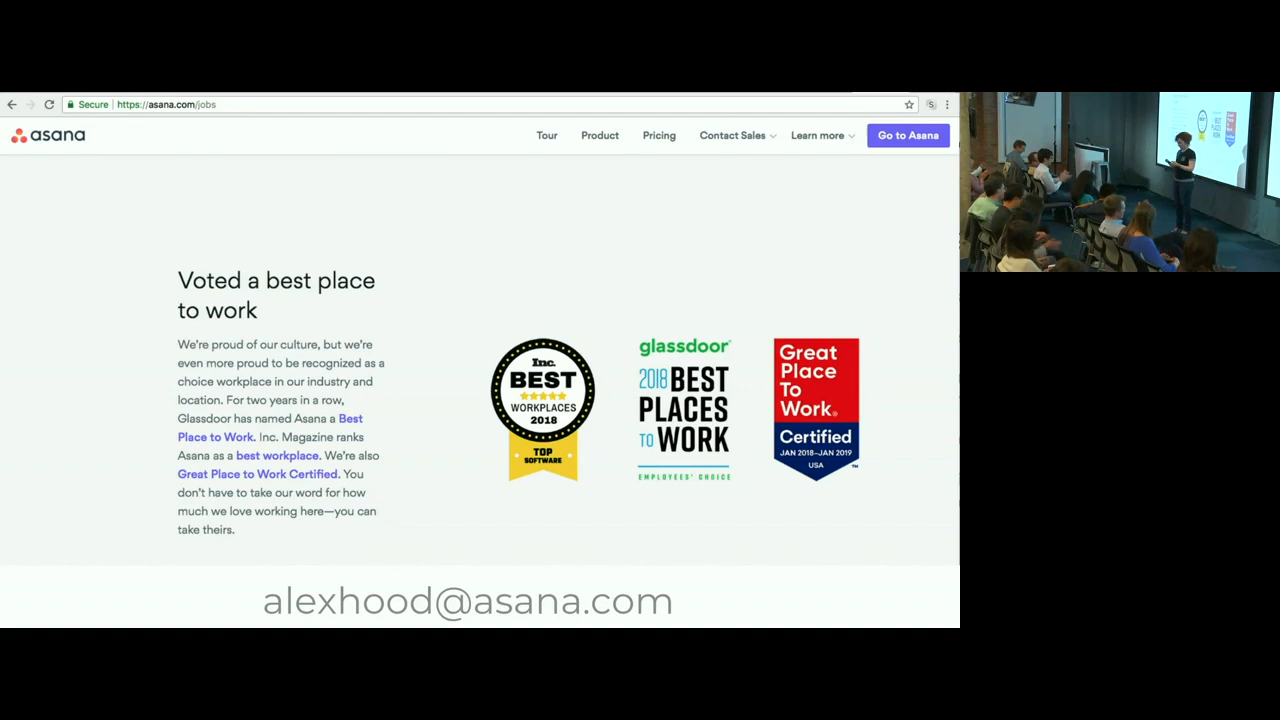 Secure
https://asana.com/jobs
S
asana
Tour
Product
Pricing
Contact Sales
Learn more
Go to Asana
Voted a best place
to work
We're proud of our culture, but we're
even more proud to be recognized as a
choice workplace in our industry and
location. For two years in a row,
Glassdoor has named Asana a Best
Place to Work. Inc. Magazine ranks
Asana as a best workplace. We're also
Great Place to Work Certified. You
don't have to take our word for how
much we love working here—you can
take theirs.
Inc.
BEST
WORKPLACES
2018
TOP
SOFTWARE
glassdoor®
2018 BEST
PLACES
TO WORK
EMPLOYEES' CHOICE
Great
Place
To
Work®
Certified
JAN 2018–JAN 2019
USA
™
alexhood@asana.com